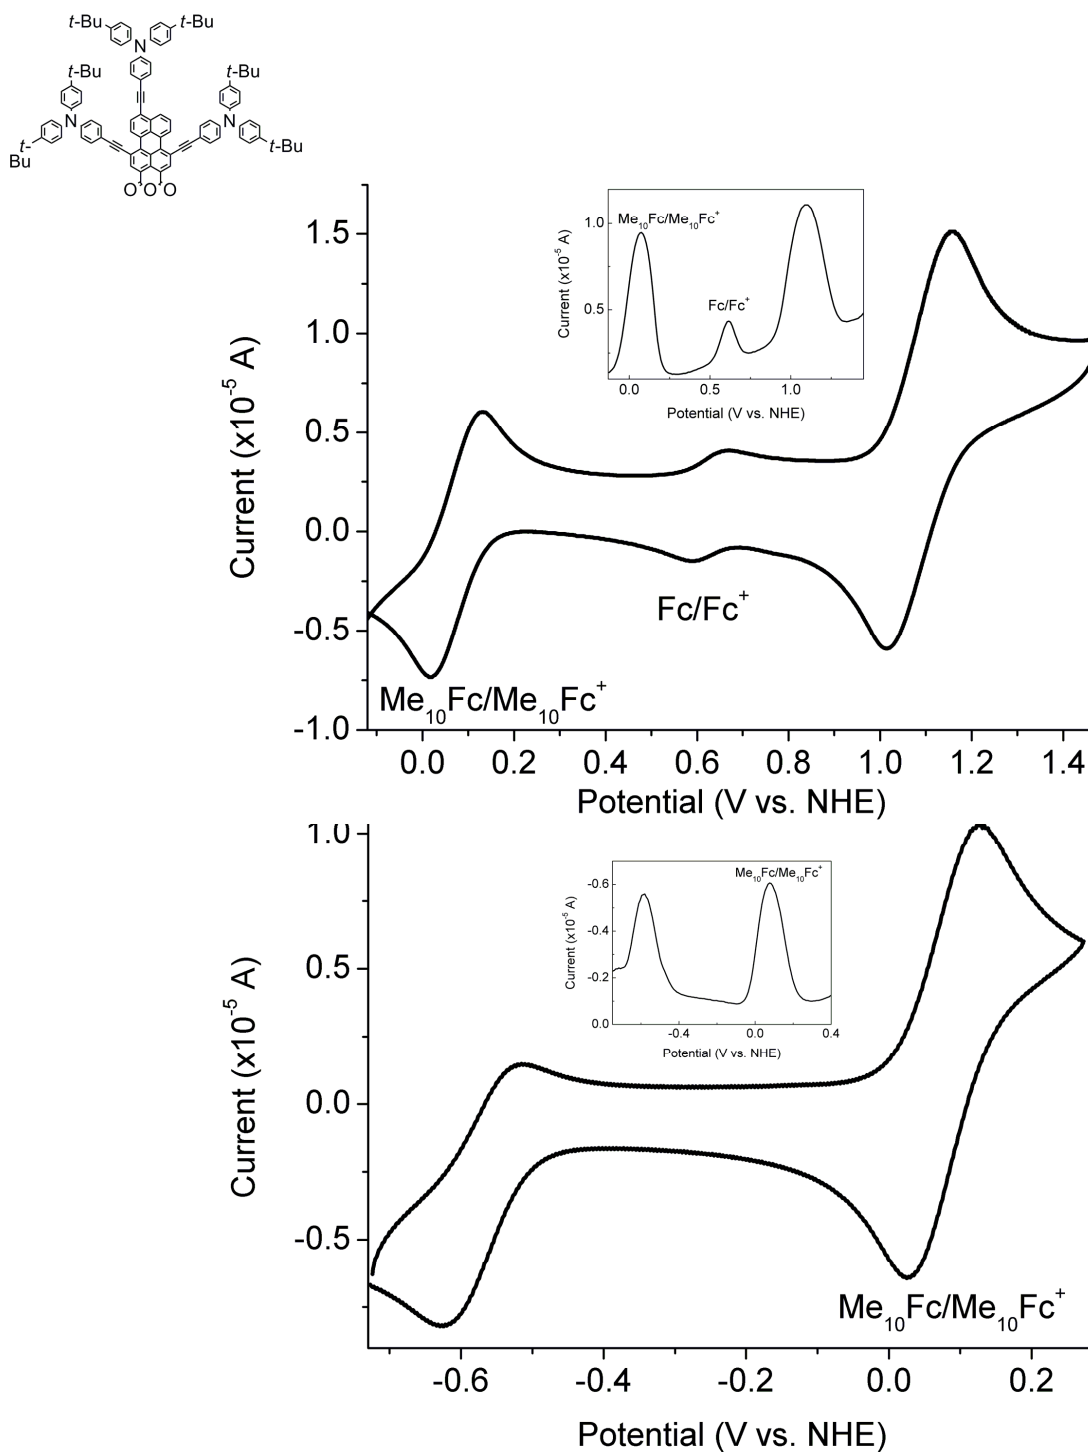 t-Bu t-Bu
N
t-Bu t-Bu
N N
t- t-Bu
Bu
O O O
1.5
1.0
0.5
0.0
-0.5
-1.0
Current (x10-5 A)
0.0 0.2 0.4 0.6 0.8 1.0 1.2 1.4
Potential (V vs. NHE)
Me10Fc/Me10Fc+
Fc/Fc+
1.0
0.5
Current (x10-5 A)
Me10Fc/Me10Fc+
Fc/Fc+
0.0 0.5 1.0
Potential (V vs. NHE)
1.0
0.5
0.0
-0.5
Current (x10-5 A)
-0.6 -0.4 -0.2 0.0 0.2
Potential (V vs. NHE)
Me10Fc/Me10Fc+
-0.6
-0.4
-0.2
0.0
Current (x10-5 A)
Me10Fc/Me10Fc+
-0.4 0.0 0.4
Potential (V vs. NHE)